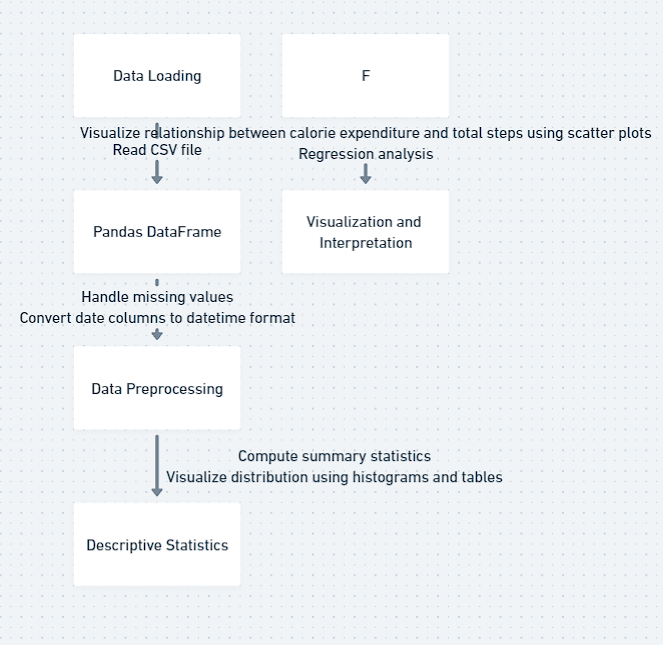 Data Loading
F
Visualize relationship between calorie expenditure and total steps using scatter plots
Read CSV file
Regression analysis
Pandas DataFrame
Visualization and
Interpretation
Handle missing values
Convert date columns to datetime format
Data Preprocessing
Compute summary statistics
Visualize distribution using histograms and tables
Descriptive Statistics